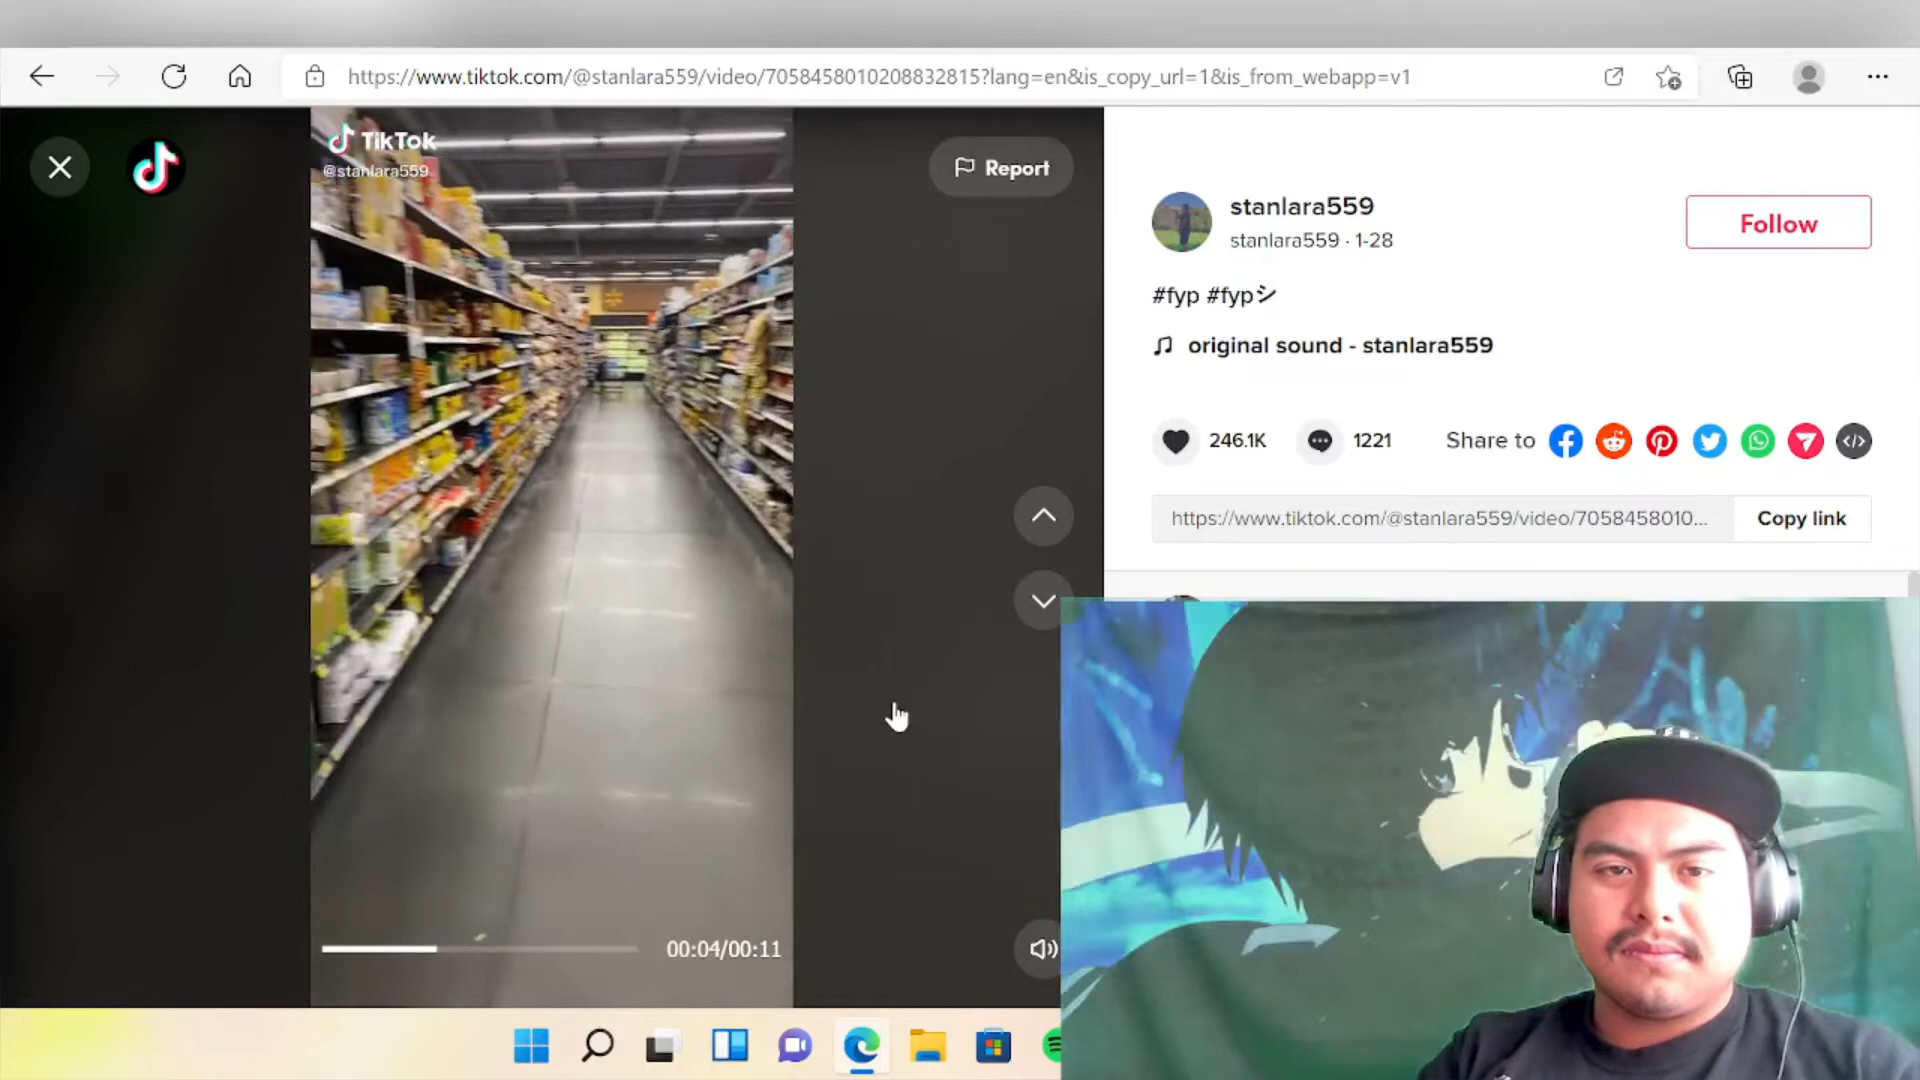 https://www.tiktok.com/@stanlara559/video/7058458010208832815?lang=en&is_copy_url=1&is_from_webapp=v1
TikTok
@stanlara559
Report
stanlara559
stanlara559 · 1-28
Follow
#fyp #fypシ
original sound - stanlara559
246.1K
1221
Share to
https://www.tiktok.com/@stanlara559/video/7058458010...
Copy link
00:04/00:11